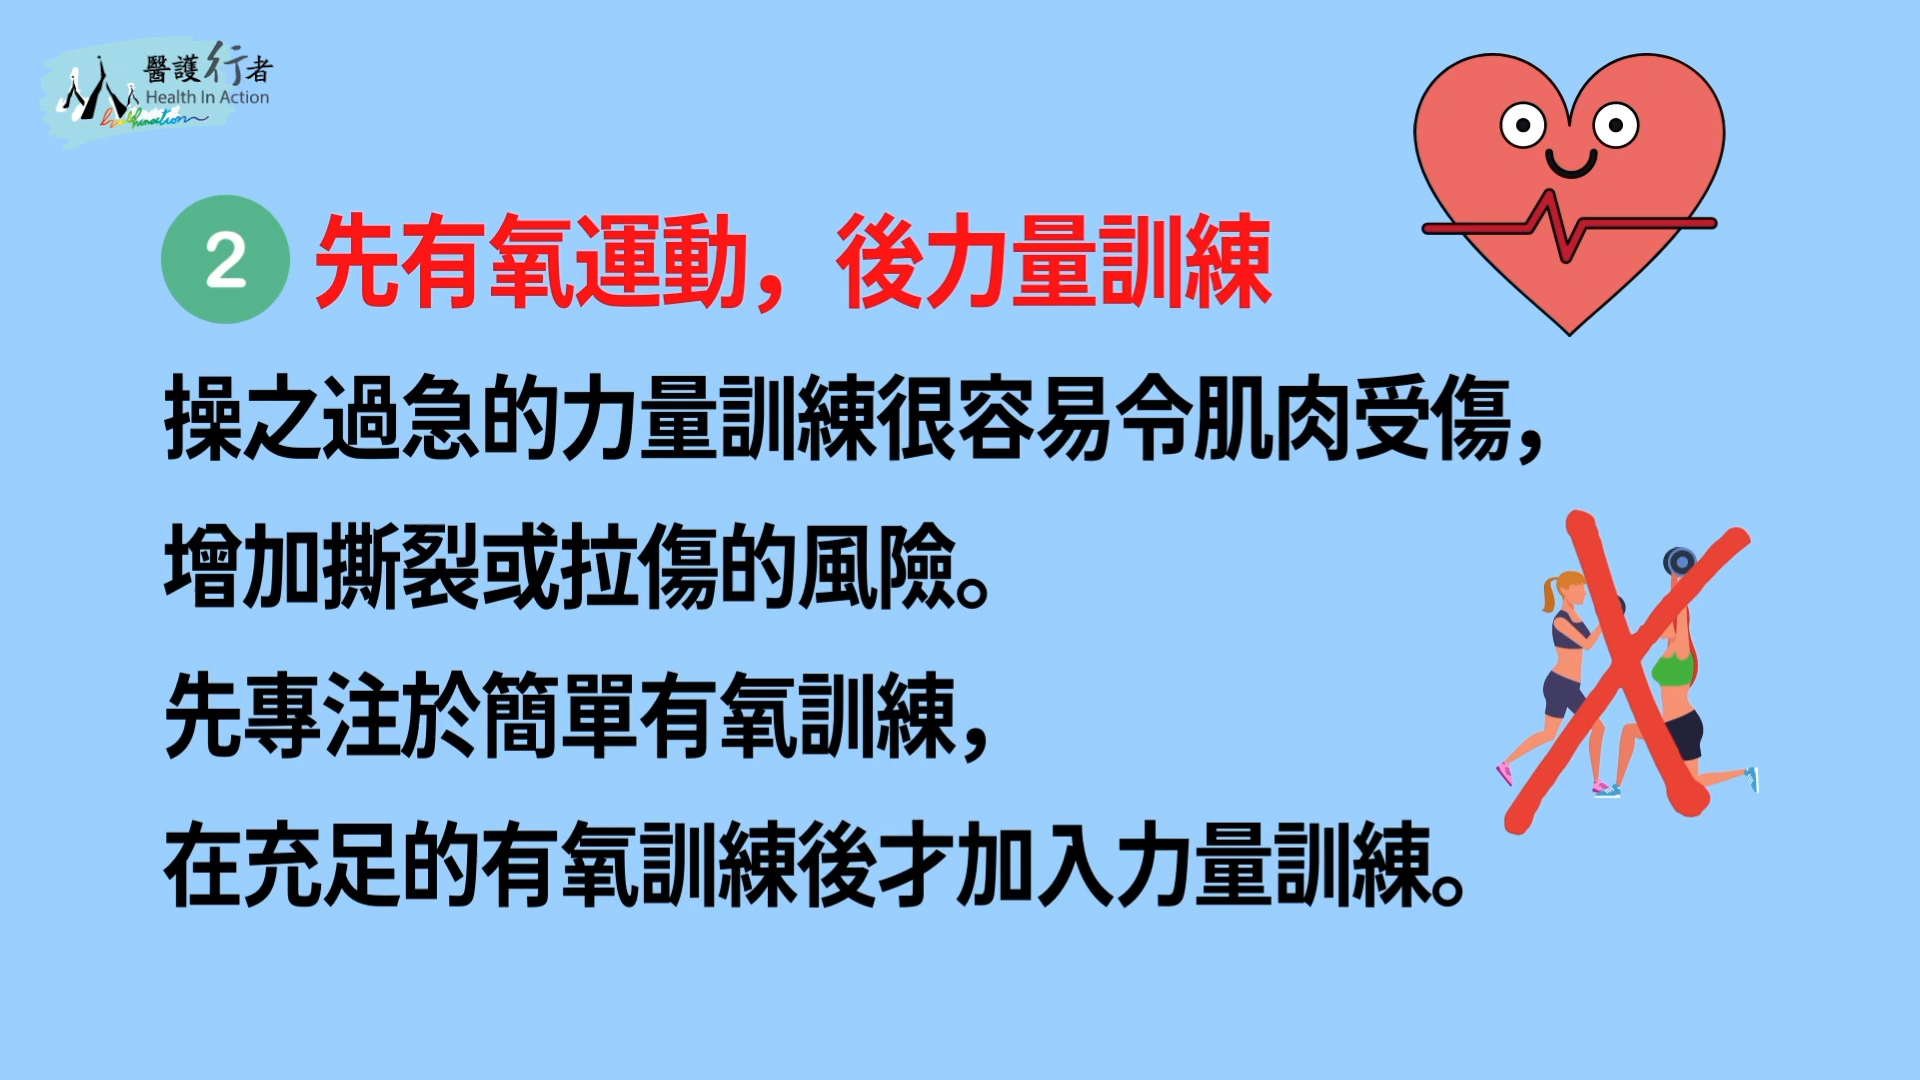 醫護行者
Health In Action
2
先有氧運動，後力量訓練
操之過急的力量訓練很容易令肌肉受傷，
增加撕裂或拉傷的風險。
先專注於簡單有氧訓練，
在充足的有氧訓練後才加入力量訓練。